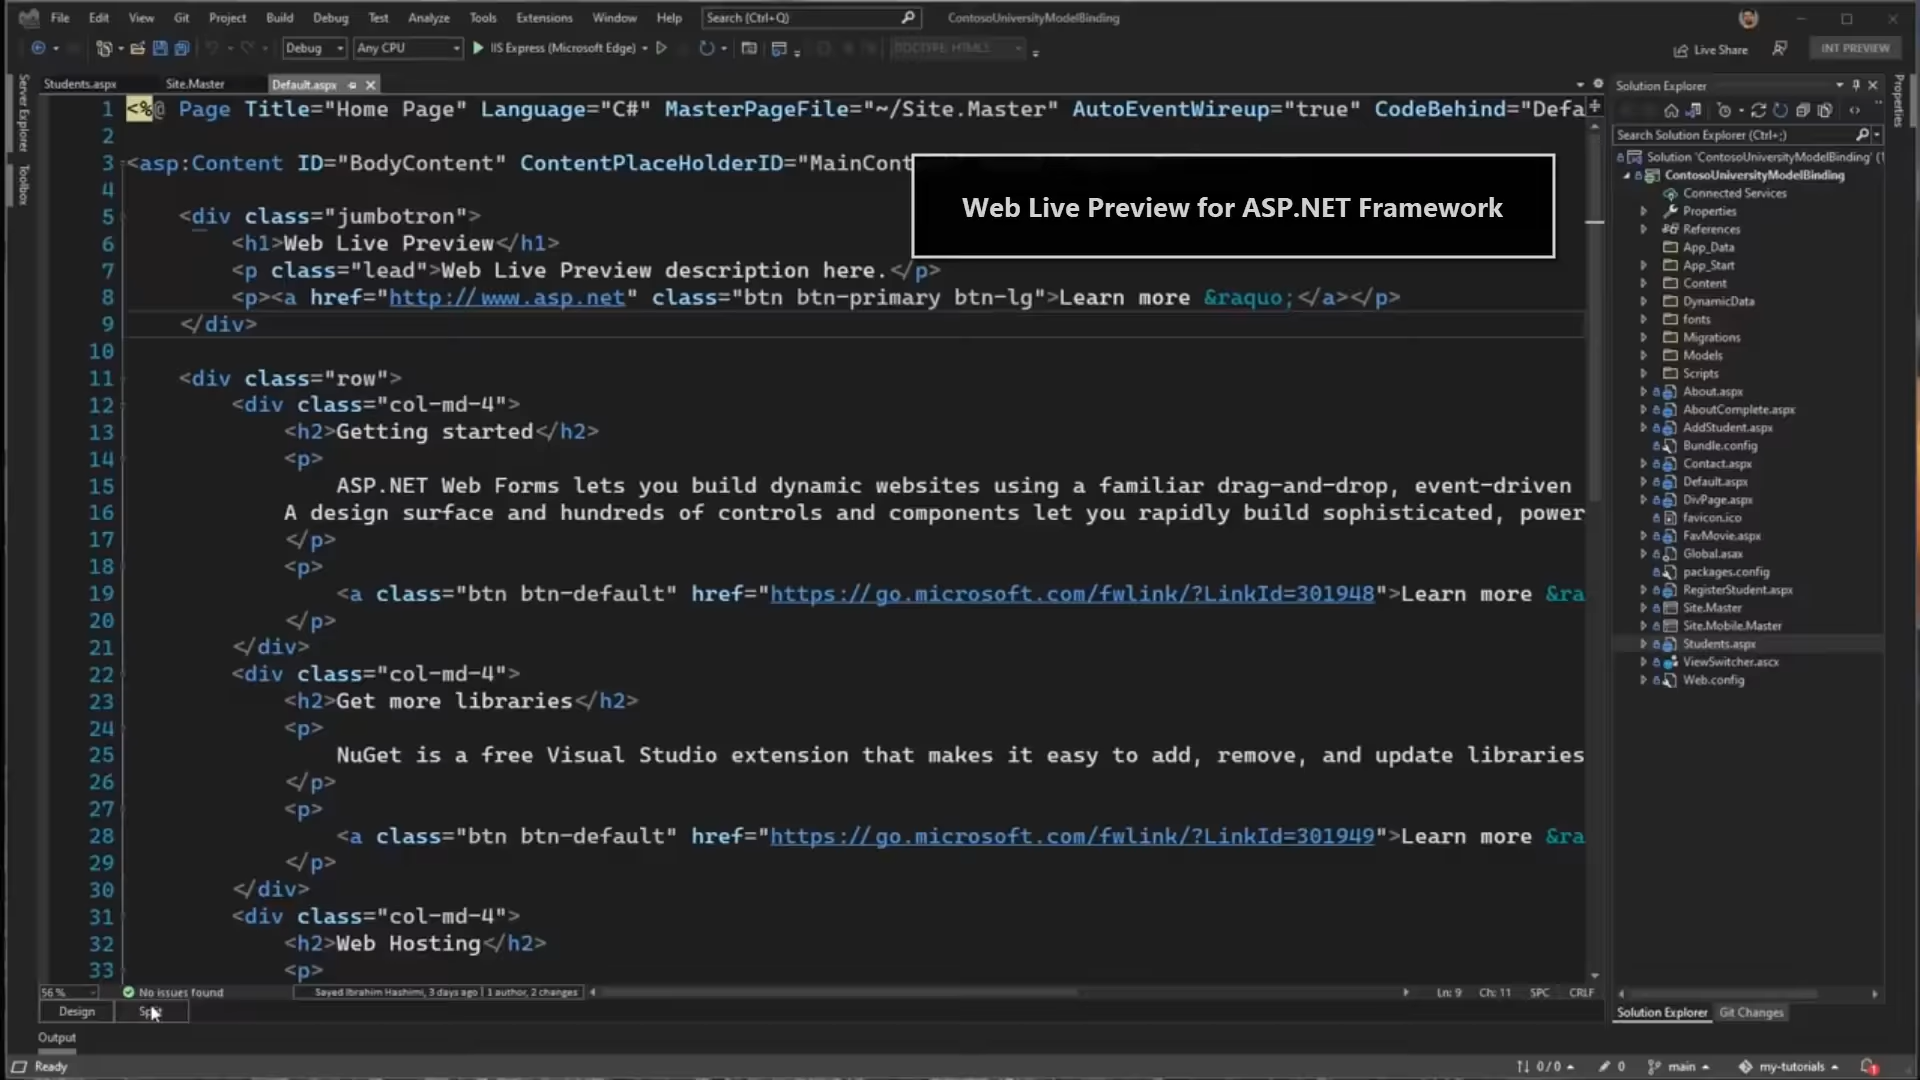 File Edit View Git Project Build Debug Test Analyze Tools Extensions Window Help Search (Ctrl+Q) ContosoUniversityModelBinding
Debug Any CPU IIS Express (Microsoft Edge) Live Share INT PREVIEW
Students.aspx Site.Master Default.aspx
Server Explorer
Toolbox
1 <%@ Page Title="Home Page" Language="C#" MasterPageFile="~/Site.Master" AutoEventWireup="true" CodeBehind="Defa
2
3 <asp:Content ID="BodyContent" ContentPlaceHolderID="MainCont
Web Live Preview for ASP.NET Framework
4
5 <div class="jumbotron">
6 <h1>Web Live Preview</h1>
7 <p class="lead">Web Live Preview description here.</p>
8 <p><a href="http://www.asp.net" class="btn btn-primary btn-lg">Learn more &raquo;</a></p>
9 </div>
10
11 <div class="row">
12 <div class="col-md-4">
13 <h2>Getting started</h2>
14 <p>
15 ASP.NET Web Forms lets you build dynamic websites using a familiar drag-and-drop, event-driven
16 A design surface and hundreds of controls and components let you rapidly build sophisticated, power
17 </p>
18 <p>
19 <a class="btn btn-default" href="https://go.microsoft.com/fwlink/?LinkId=301948">Learn more &ra
20 </p>
21 </div>
22 <div class="col-md-4">
23 <h2>Get more libraries</h2>
24 <p>
25 NuGet is a free Visual Studio extension that makes it easy to add, remove, and update libraries
26 </p>
27 <p>
28 <a class="btn btn-default" href="https://go.microsoft.com/fwlink/?LinkId=301949">Learn more &ra
29 </p>
30 </div>
31 <div class="col-md-4">
32 <h2>Web Hosting</h2>
33 <p>
56 % No issues found Sayed Ibrahim Hashimi, 3 days ago | 1 author, 2 changes Ln: 9 Ch: 11 SPC CRLF
Design
Output
Ready 0 / 0 0 main my-tutorials 1
Solution Explorer
Search Solution Explorer (Ctrl+;)
Solution 'ContosoUniversityModelBinding' (1
ContosoUniversityModelBinding
Connected Services
Properties
References
App_Data
App_Start
Content
DynamicData
fonts
Migrations
Models
Scripts
About.aspx
AboutComplete.aspx
AddStudent.aspx
Bundle.config
Contact.aspx
Default.aspx
DivPage.aspx
favicon.ico
FavMovie.aspx
Global.asax
packages.config
RegisterStudent.aspx
Site.Master
Site.Mobile.Master
Students.aspx
ViewSwitcher.ascx
Web.config
Solution Explorer Git Changes
Properties